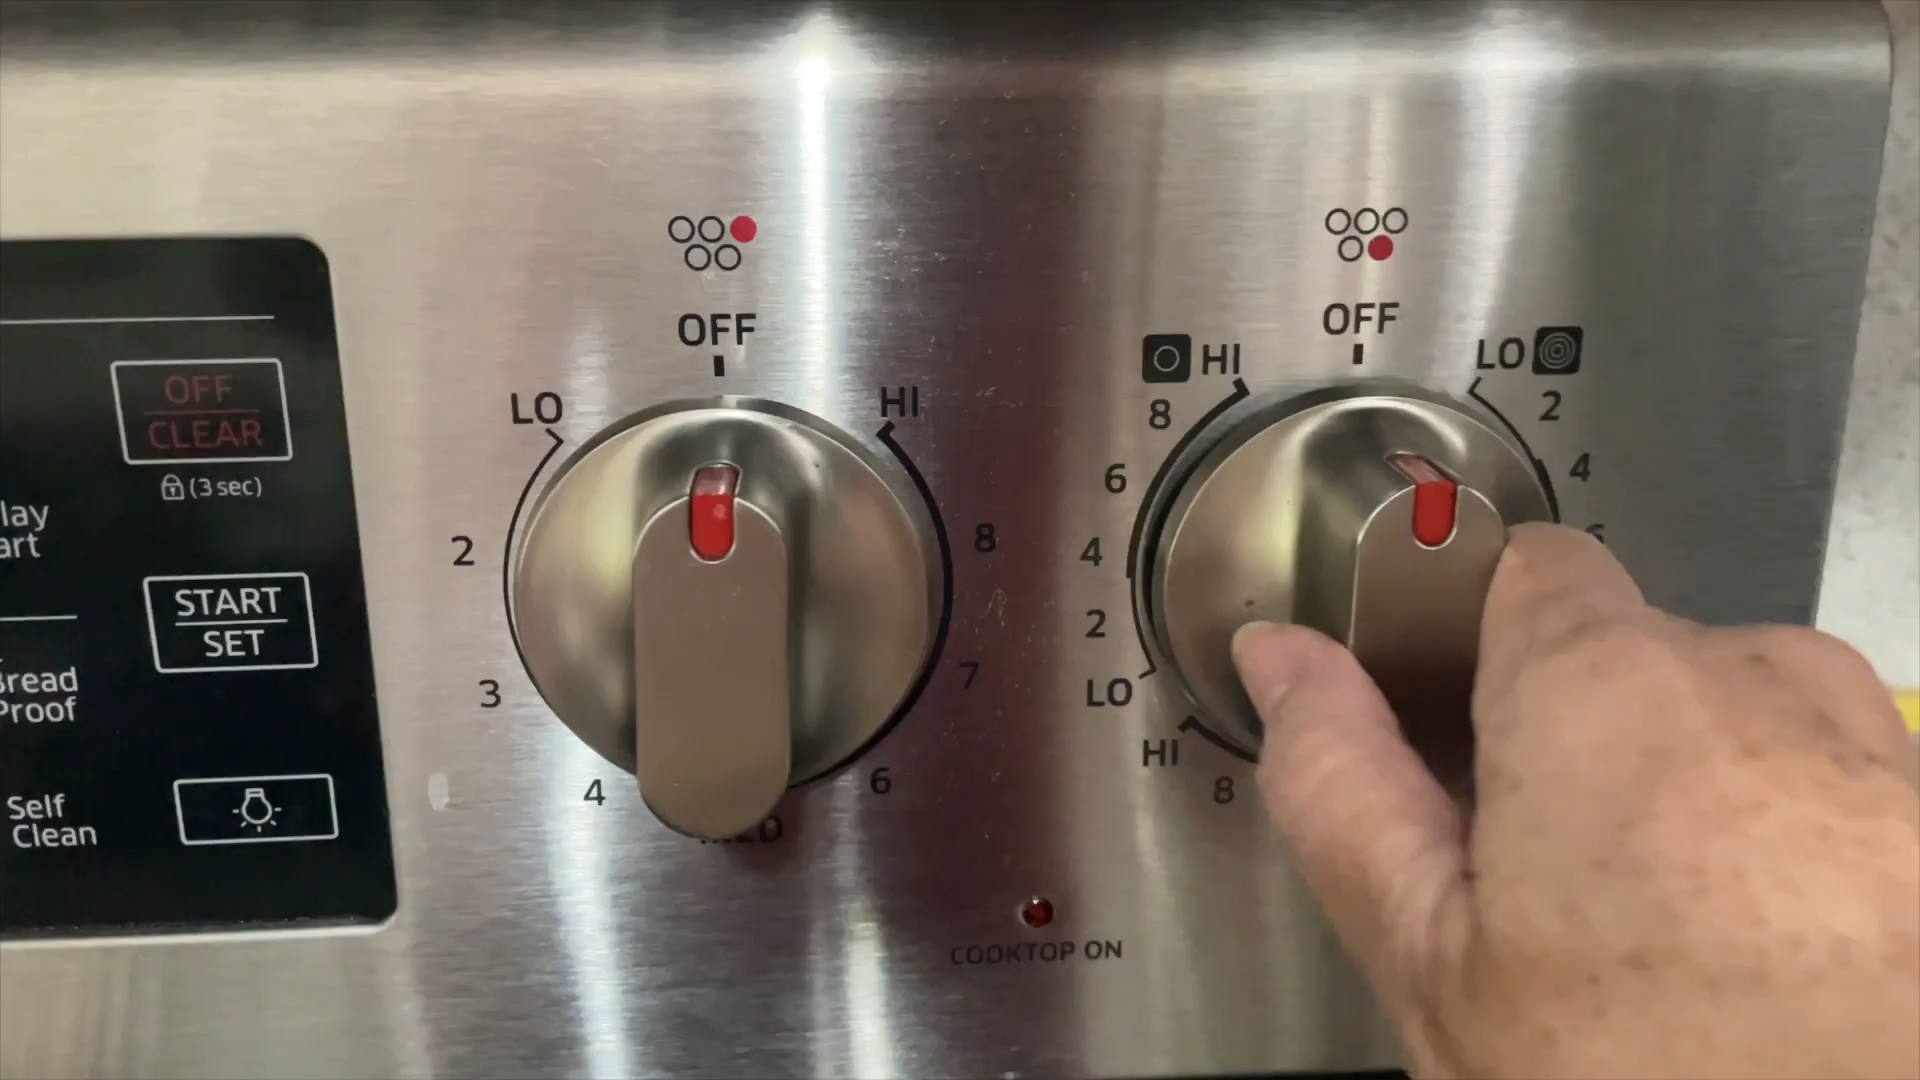 OFF
CLEAR
(3 sec)
lay
art
START
SET
Bread
Proof
Self
Clean
OFF
LO
HI
2
8
3
7
4
6
OFF
HI
LO
8
2
6
4
4
2
LO
HI
8
COOKTOP ON